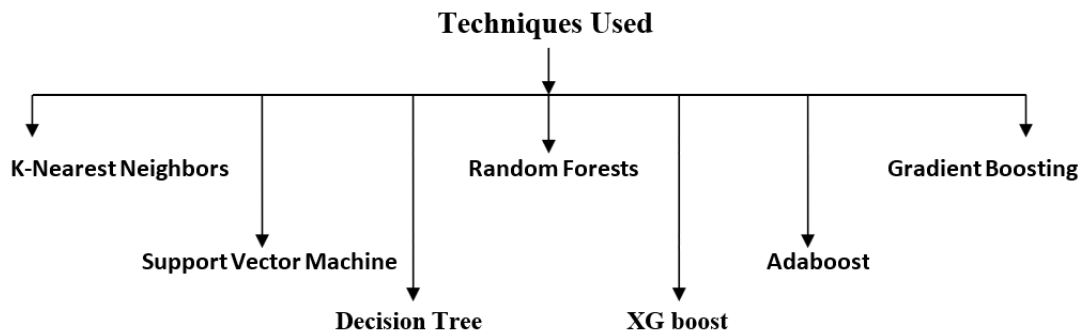 Techniques Used
K-Nearest Neighbors
Random Forests
Gradient Boosting
Support Vector Machine
Adaboost
Decision Tree
XG boost